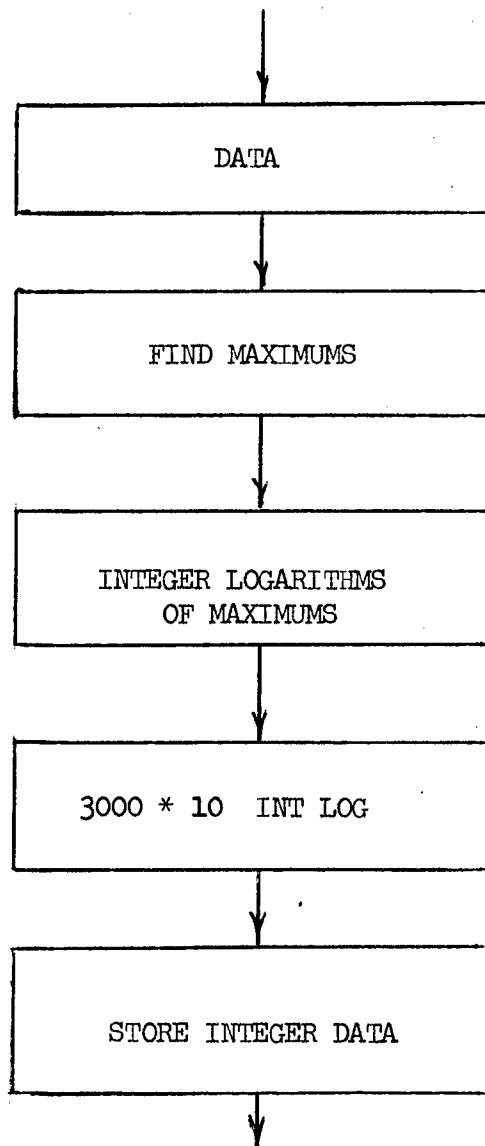 DATA
FIND MAXIMUMS
INTEGER LOGARITHMS
OF MAXIMUMS
3000 * 10 INT LOG
STORE INTEGER DATA